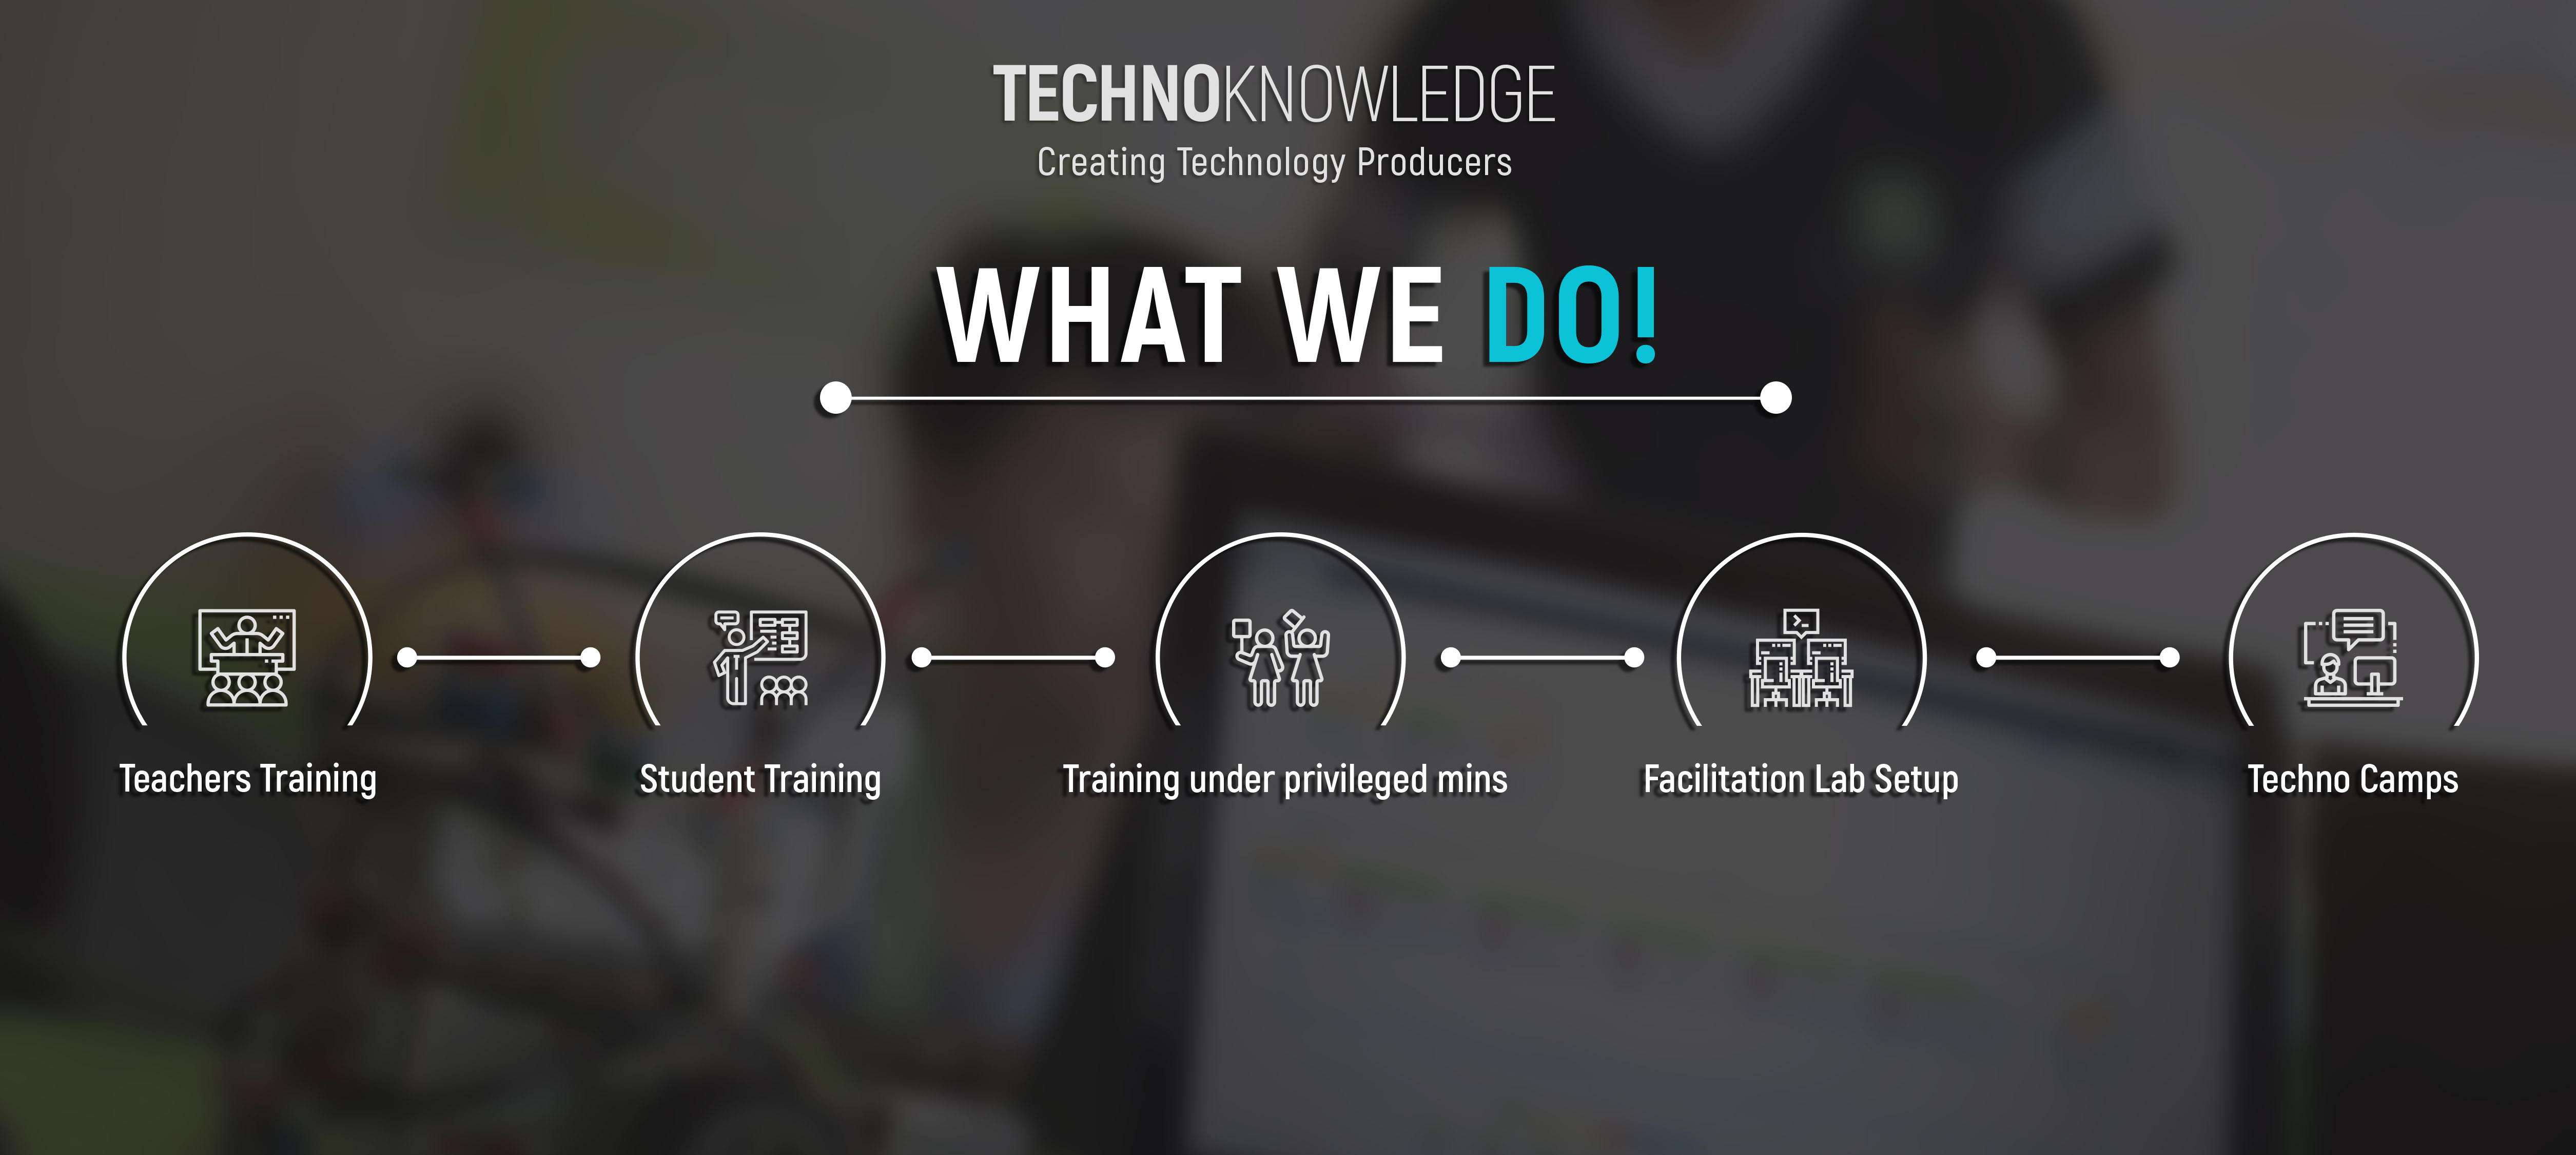 TECHNOKNOWLEDGE
Creating Technology Producers
WHAT WE DO!
Teachers Training
Student Training
Training under privileged mins
Facilitation Lab Setup
Techno Camps